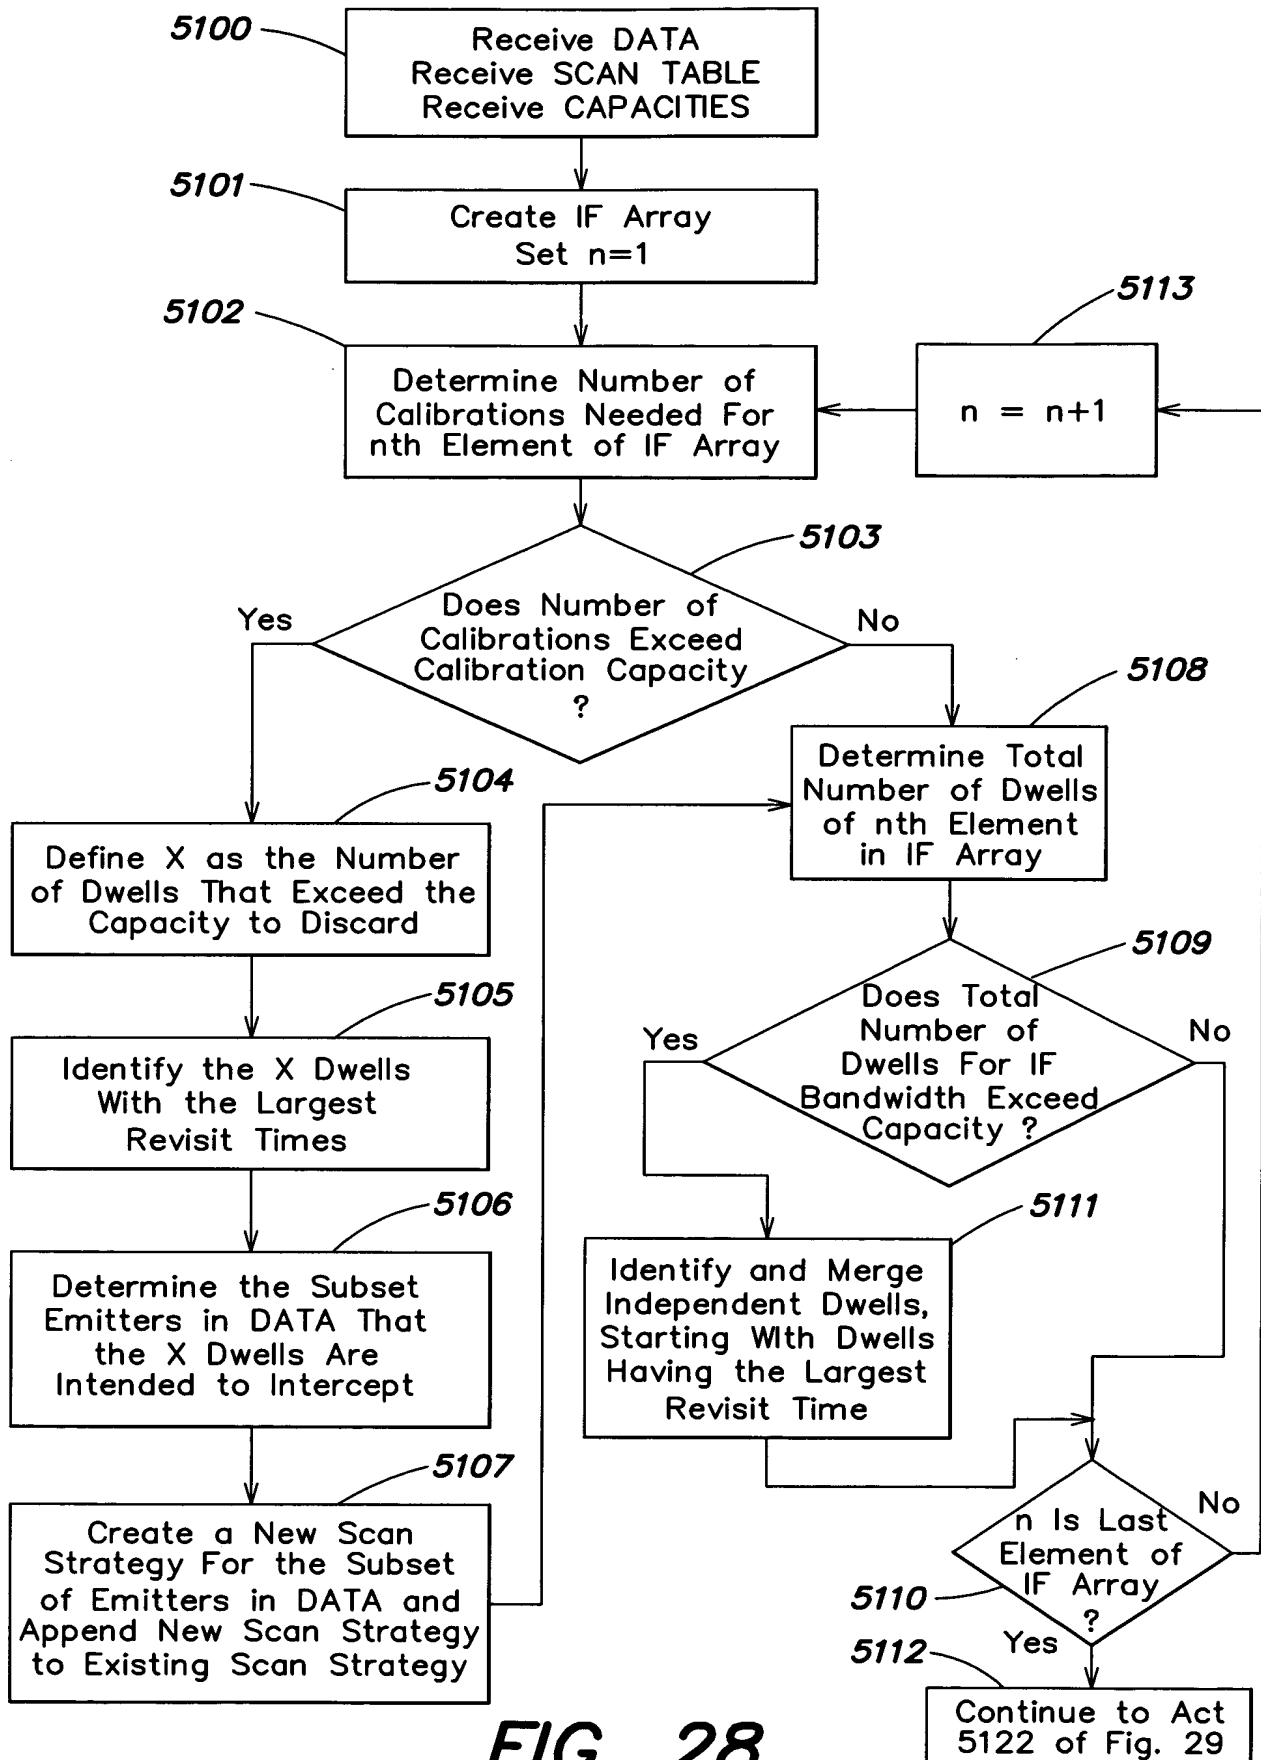 5100
Receive DATA
Receive SCAN TABLE
Receive CAPACITIES
5101
Create IF Array
Set n=1
5102
Determine Number of
Calibrations Needed For
nth Element of IF Array
5113
n = n+1
5103
Does Number of
Calibrations Exceed
Calibration Capacity
?
Yes
No
5104
Define X as the Number
of Dwells That Exceed the
Capacity to Discard
5108
Determine Total
Number of Dwells
of nth Element
in IF Array
5105
Identify the X Dwells
With the Largest
Revisit Times
5109
Does Total
Number of
Dwells For IF
Bandwidth Exceed
Capacity ?
Yes
No
5106
Determine the Subset
Emitters in DATA That
the X Dwells Are
Intended to Intercept
5111
Identify and Merge
Independent Dwells,
Starting WIth Dwells
Having the Largest
Revisit Time
5107
Create a New Scan
Strategy For the Subset
of Emitters in DATA and
Append New Scan Strategy
to Existing Scan Strategy
n Is Last
Element of
IF Array
?
No
5110
Yes
5112
Continue to Act
5122 of Fig. 29
FIG. 28